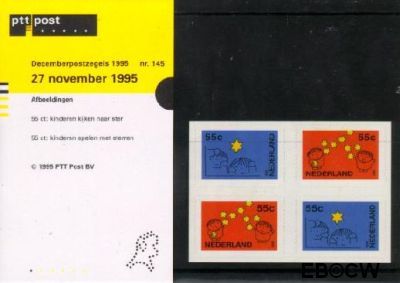 ptt post
Decemberpostzegels 1995 nr. 145
27 november 1995
Afbeeldingen
55 ct: kinderen kijken naar ster
55 ct: kinderen spelen met sterren
© 1995 PTT Post BV
55c
NEDERLAND
55c
NEDERLAND
55c
NEDERLAND
55c
NEDERLAND
EBOCW